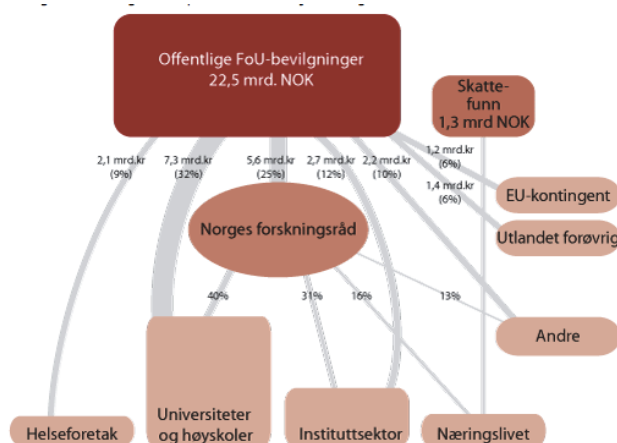 Offentlige FoU-bevilgninger
22,5 mrd. NOK
Skatte-
funn
1,3 mrd NOK
2,1 mrd.kr
(9%)
7,3 mrd.kr
(32%)
5,6 mrd.kr
(25%)
2,7 mrd.kr
(12%)
2,2 mrd.kr
(10%)
1,2 mrd.kr
(6%)
1,4 mrd.kr
(6%)
EU-kontingent
Utlandet forøvrig
Norges forskningsråd
40%
31%
16%
13%
Andre
Helseforetak
Universiteter
og høyskoler
Instituttsektor
Næringslivet